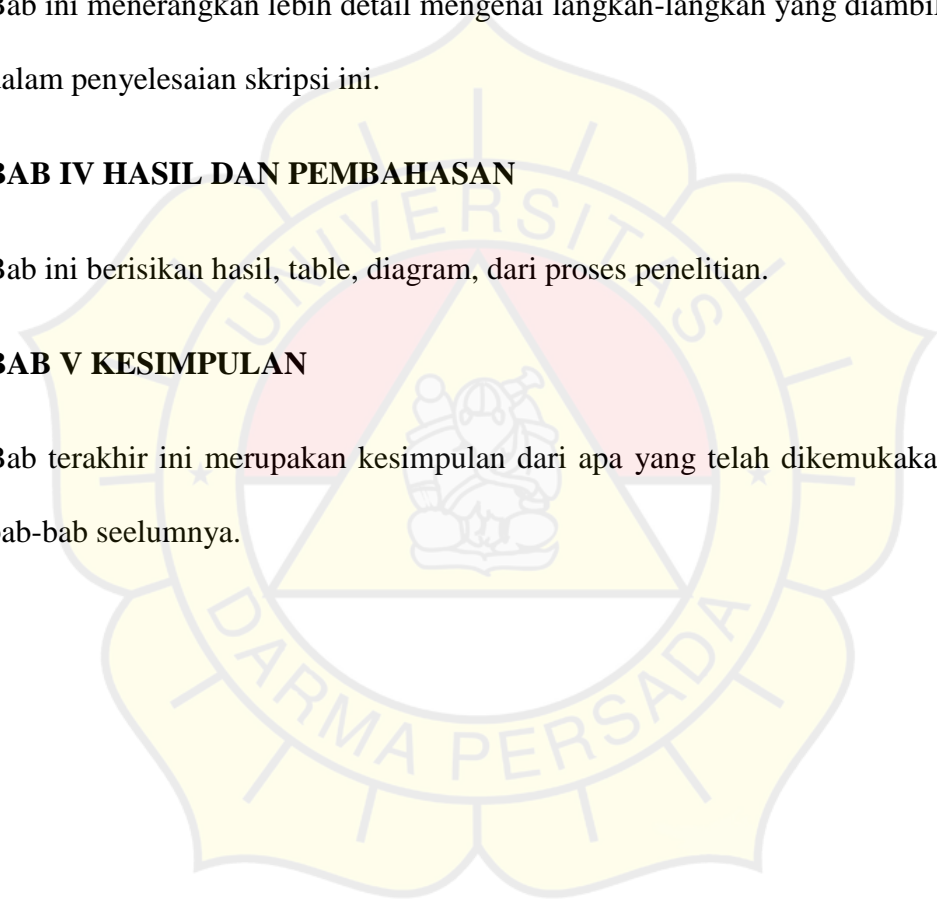 Bab ini menerangkan lebih detail mengenai langkah-langkah yang diambil
dalam penyelesaian skripsi ini.
BAB IV HASIL DAN PEMBAHASAN
Bab ini berisikan hasil, table, diagram, dari proses penelitian.
BAB V KESIMPULAN
Bab terakhir ini merupakan kesimpulan dari apa yang telah dikemukaka
bab-bab seelumnya.
UNIVERSITAS
DARMA PERSADA